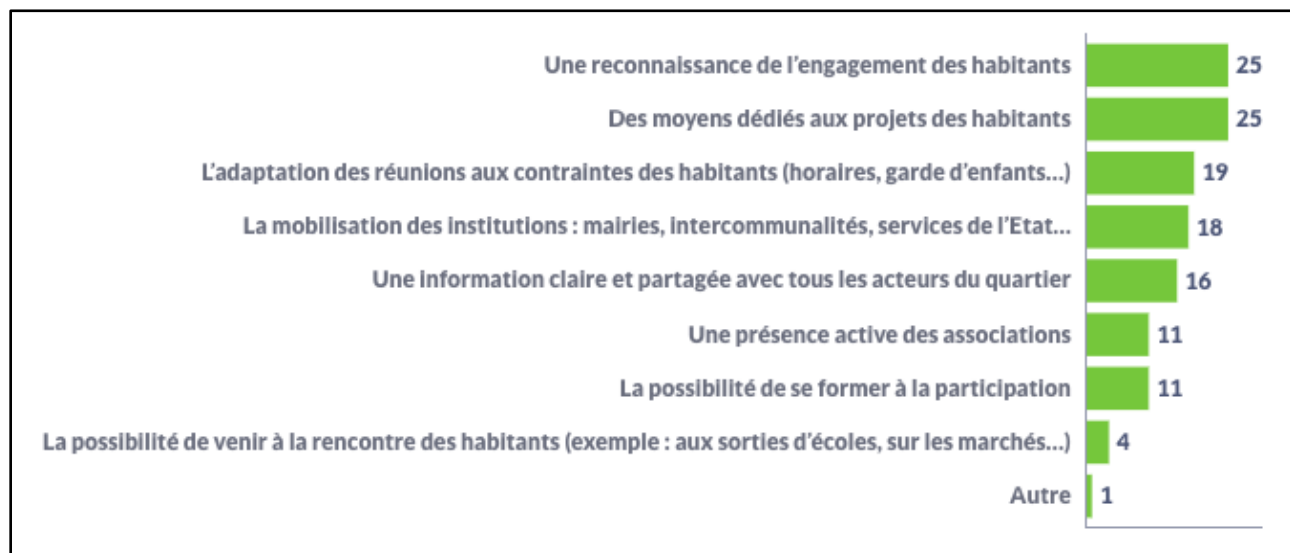 Une reconnaissance de l’engagement des habitants 25
Des moyens dédiés aux projets des habitants 25
L’adaptation des réunions aux contraintes des habitants (horaires, garde d’enfants...) 19
La mobilisation des institutions : mairies, intercommunalités, services de l’Etat... 18
Une information claire et partagée avec tous les acteurs du quartier 16
Une présence active des associations 11
La possibilité de se former à la participation 11
La possibilité de venir à la rencontre des habitants (exemple : aux sorties d’écoles, sur les marchés...) 4
Autre 1